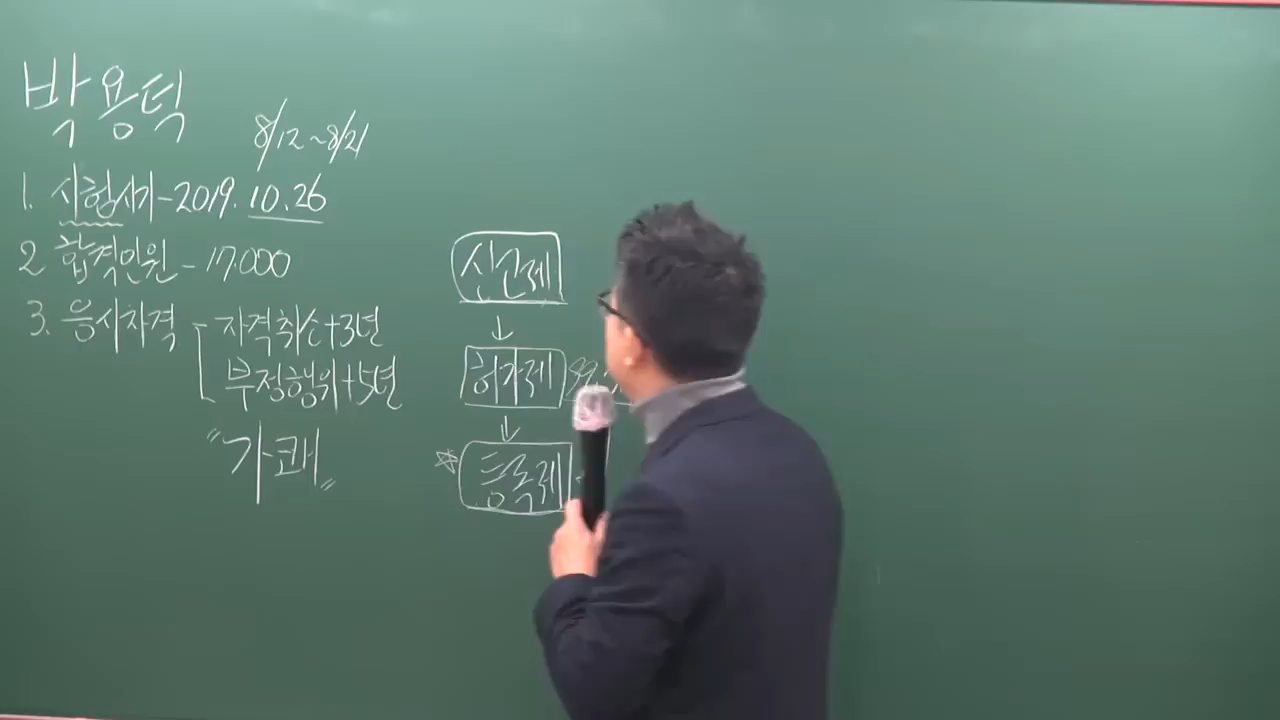 박용덕
8/12~8/21
1. 시험시기-2019.10.26
2 합격인원-17.000
3. 응시자격
자격취소+3년
부정행위+5년
"가쾌"
신고제
↓
허가제
↓
등록제